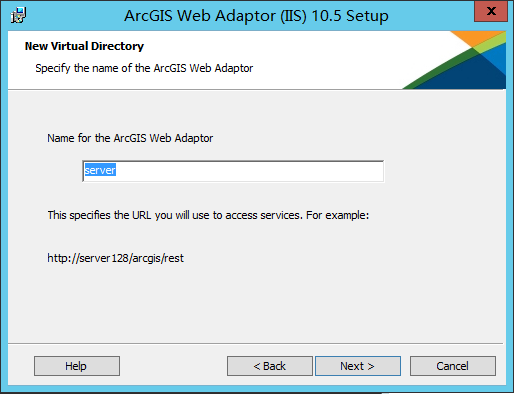 ArcGIS Web Adaptor (IIS) 10.5 Setup
X
New Virtual Directory
Specify the name of the ArcGIS Web Adaptor
Name for the ArcGIS Web Adaptor
server
This specifies the URL you will use to access services. For example:
http://server128/arcgis/rest
Help
< Back
Next >
Cancel